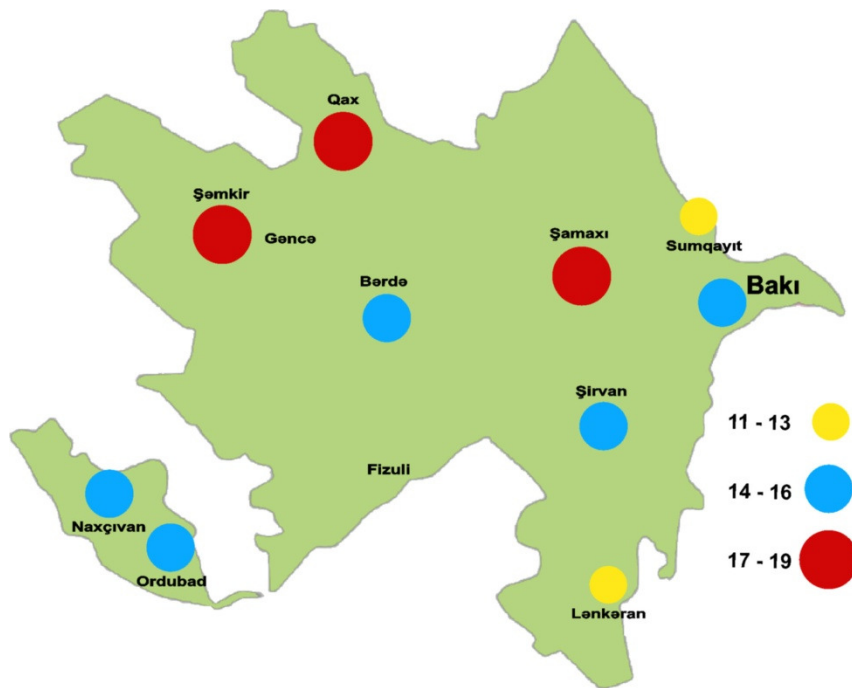 Qax
Şəmkir
Gəncə
Şamaxı
Sumqayıt
Bərdə
Bakı
Şirvan
11 - 13
Fizuli
14 - 16
Naxçıvan
17 - 19
Ordubad
Lənkəran